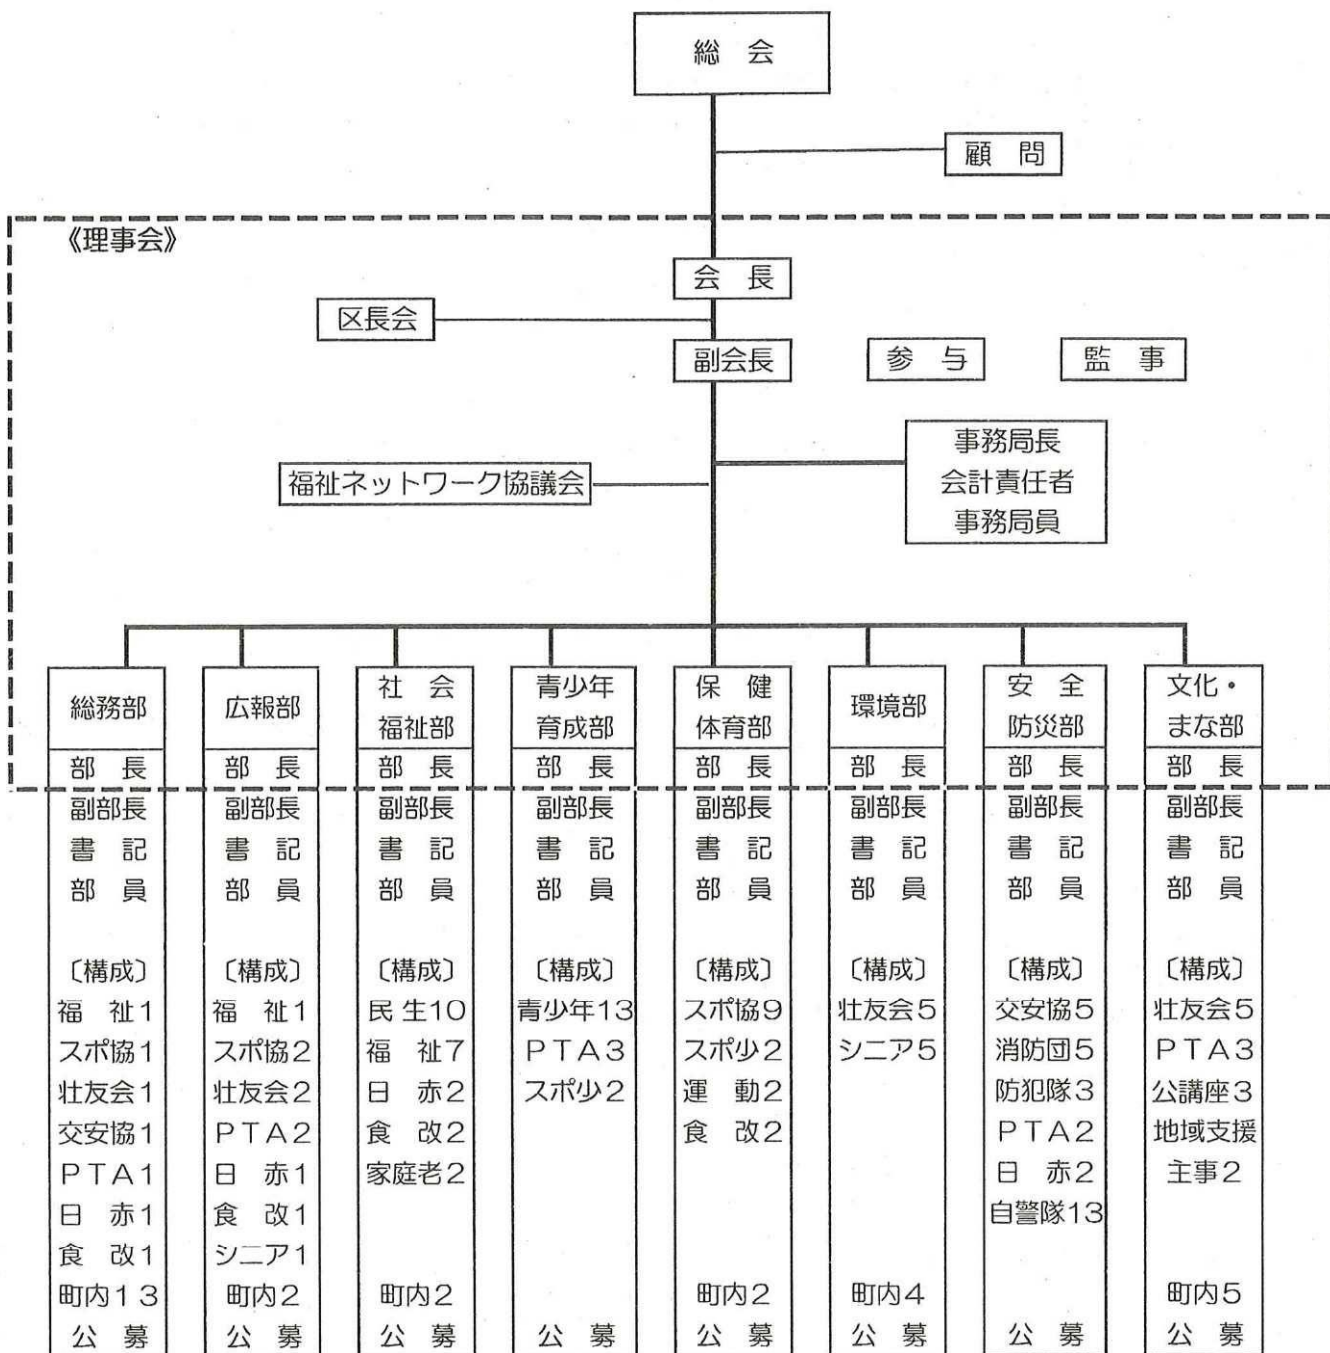 総 会
顧 問
《理事会》
会 長
区長会
副会長
参 与
監 事
事務局長
会計責任者
事務局員
福祉ネットワーク協議会
総務部
部 長
副部長
書 記
部 員
〔構成〕
福 祉1
スポ協1
壮友会1
交安協1
PTA1
日 赤1
食 改1
町内13
公 募
広報部
部 長
副部長
書 記
部 員
〔構成〕
福 祉1
スポ協2
壮友会2
PTA2
日 赤1
食 改1
シニア1
町内2
公 募
社 会
福祉部
部 長
副部長
書 記
部 員
〔構成〕
民生10
福 祉7
日 赤2
食 改2
家庭老2
町内2
公 募
青少年
育成部
部 長
副部長
書 記
部 員
〔構成〕
青少年13
PTA3
スポ少2
公 募
保 健
体育部
部 長
副部長
書 記
部 員
〔構成〕
スポ協9
スポ少2
運 動2
食 改2
町内2
公 募
環境部
部 長
副部長
書 記
部 員
〔構成〕
壮友会5
シニア5
町内4
公 募
安 全
防災部
部 長
副部長
書 記
部 員
〔構成〕
交安協5
消防団5
防犯隊3
PTA2
日 赤2
自警隊13
公 募
文化・
まな部
部 長
副部長
書 記
部 員
〔構成〕
壮友会5
PTA3
公講座3
地域支援
主事2
町内5
公 募